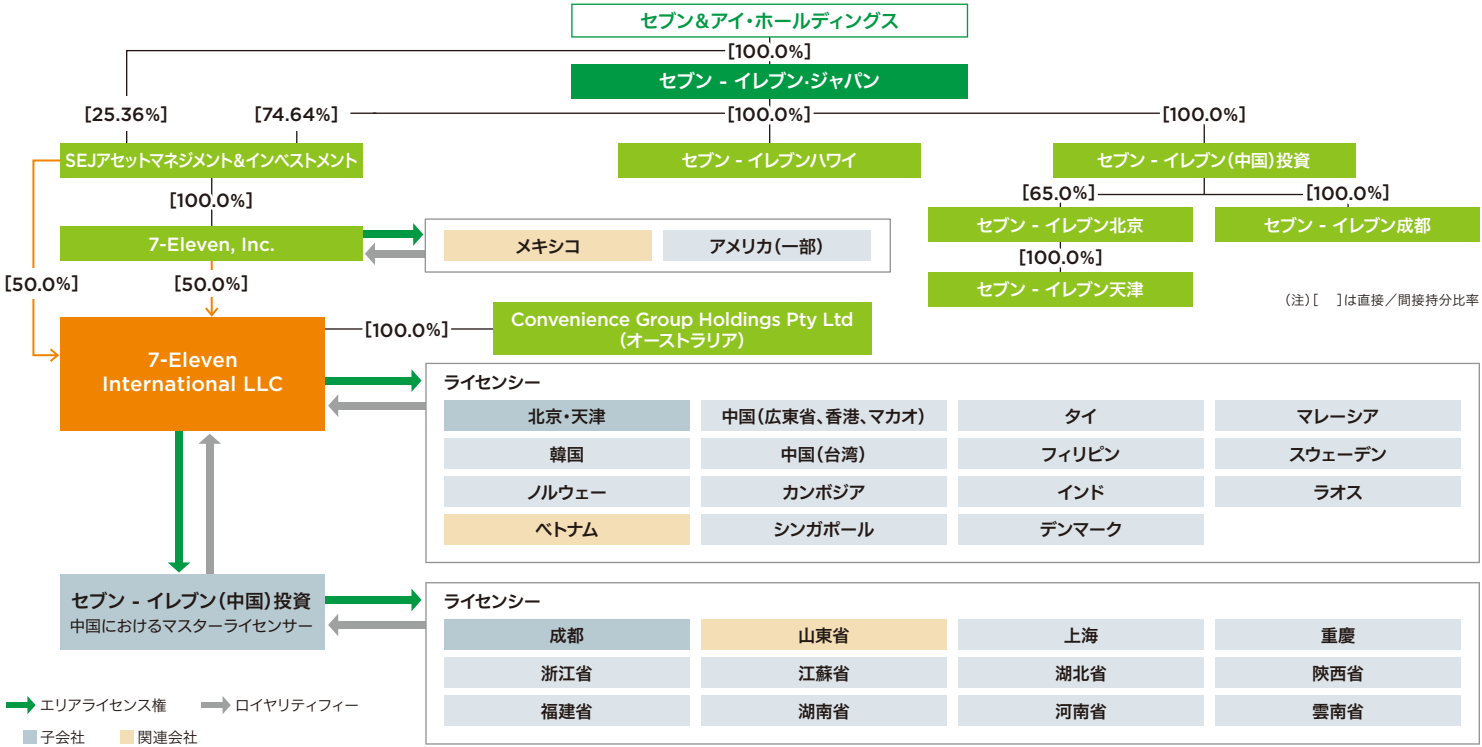 セブン&アイ・ホールディングス
[100.0%]
セブン - イレブン・ジャパン
[25.36%]
[74.64%]
[100.0%]
[100.0%]
SEJアセットマネジメント&インベストメント
セブン - イレブンハワイ
セブン - イレブン(中国)投資
[100.0%]
[65.0%]
[100.0%]
7-Eleven, Inc.
メキシコ
アメリカ(一部)
セブン - イレブン北京
セブン - イレブン成都
[100.0%]
[50.0%]
[50.0%]
セブン - イレブン天津
(注)[ ]は直接/間接持分比率
7-Eleven
International LLC
[100.0%]
Convenience Group Holdings Pty Ltd
(オーストラリア)
ライセンシー
北京・天津
中国(広東省、香港、マカオ)
タイ
マレーシア
韓国
中国(台湾)
フィリピン
スウェーデン
ノルウェー
カンボジア
インド
ラオス
ベトナム
シンガポール
デンマーク
セブン - イレブン(中国)投資
中国におけるマスターライセンサー
ライセンシー
成都
山東省
上海
重慶
浙江省
江蘇省
湖北省
陝西省
福建省
湖南省
河南省
雲南省
エリアライセンス権
ロイヤリティフィー
子会社
関連会社